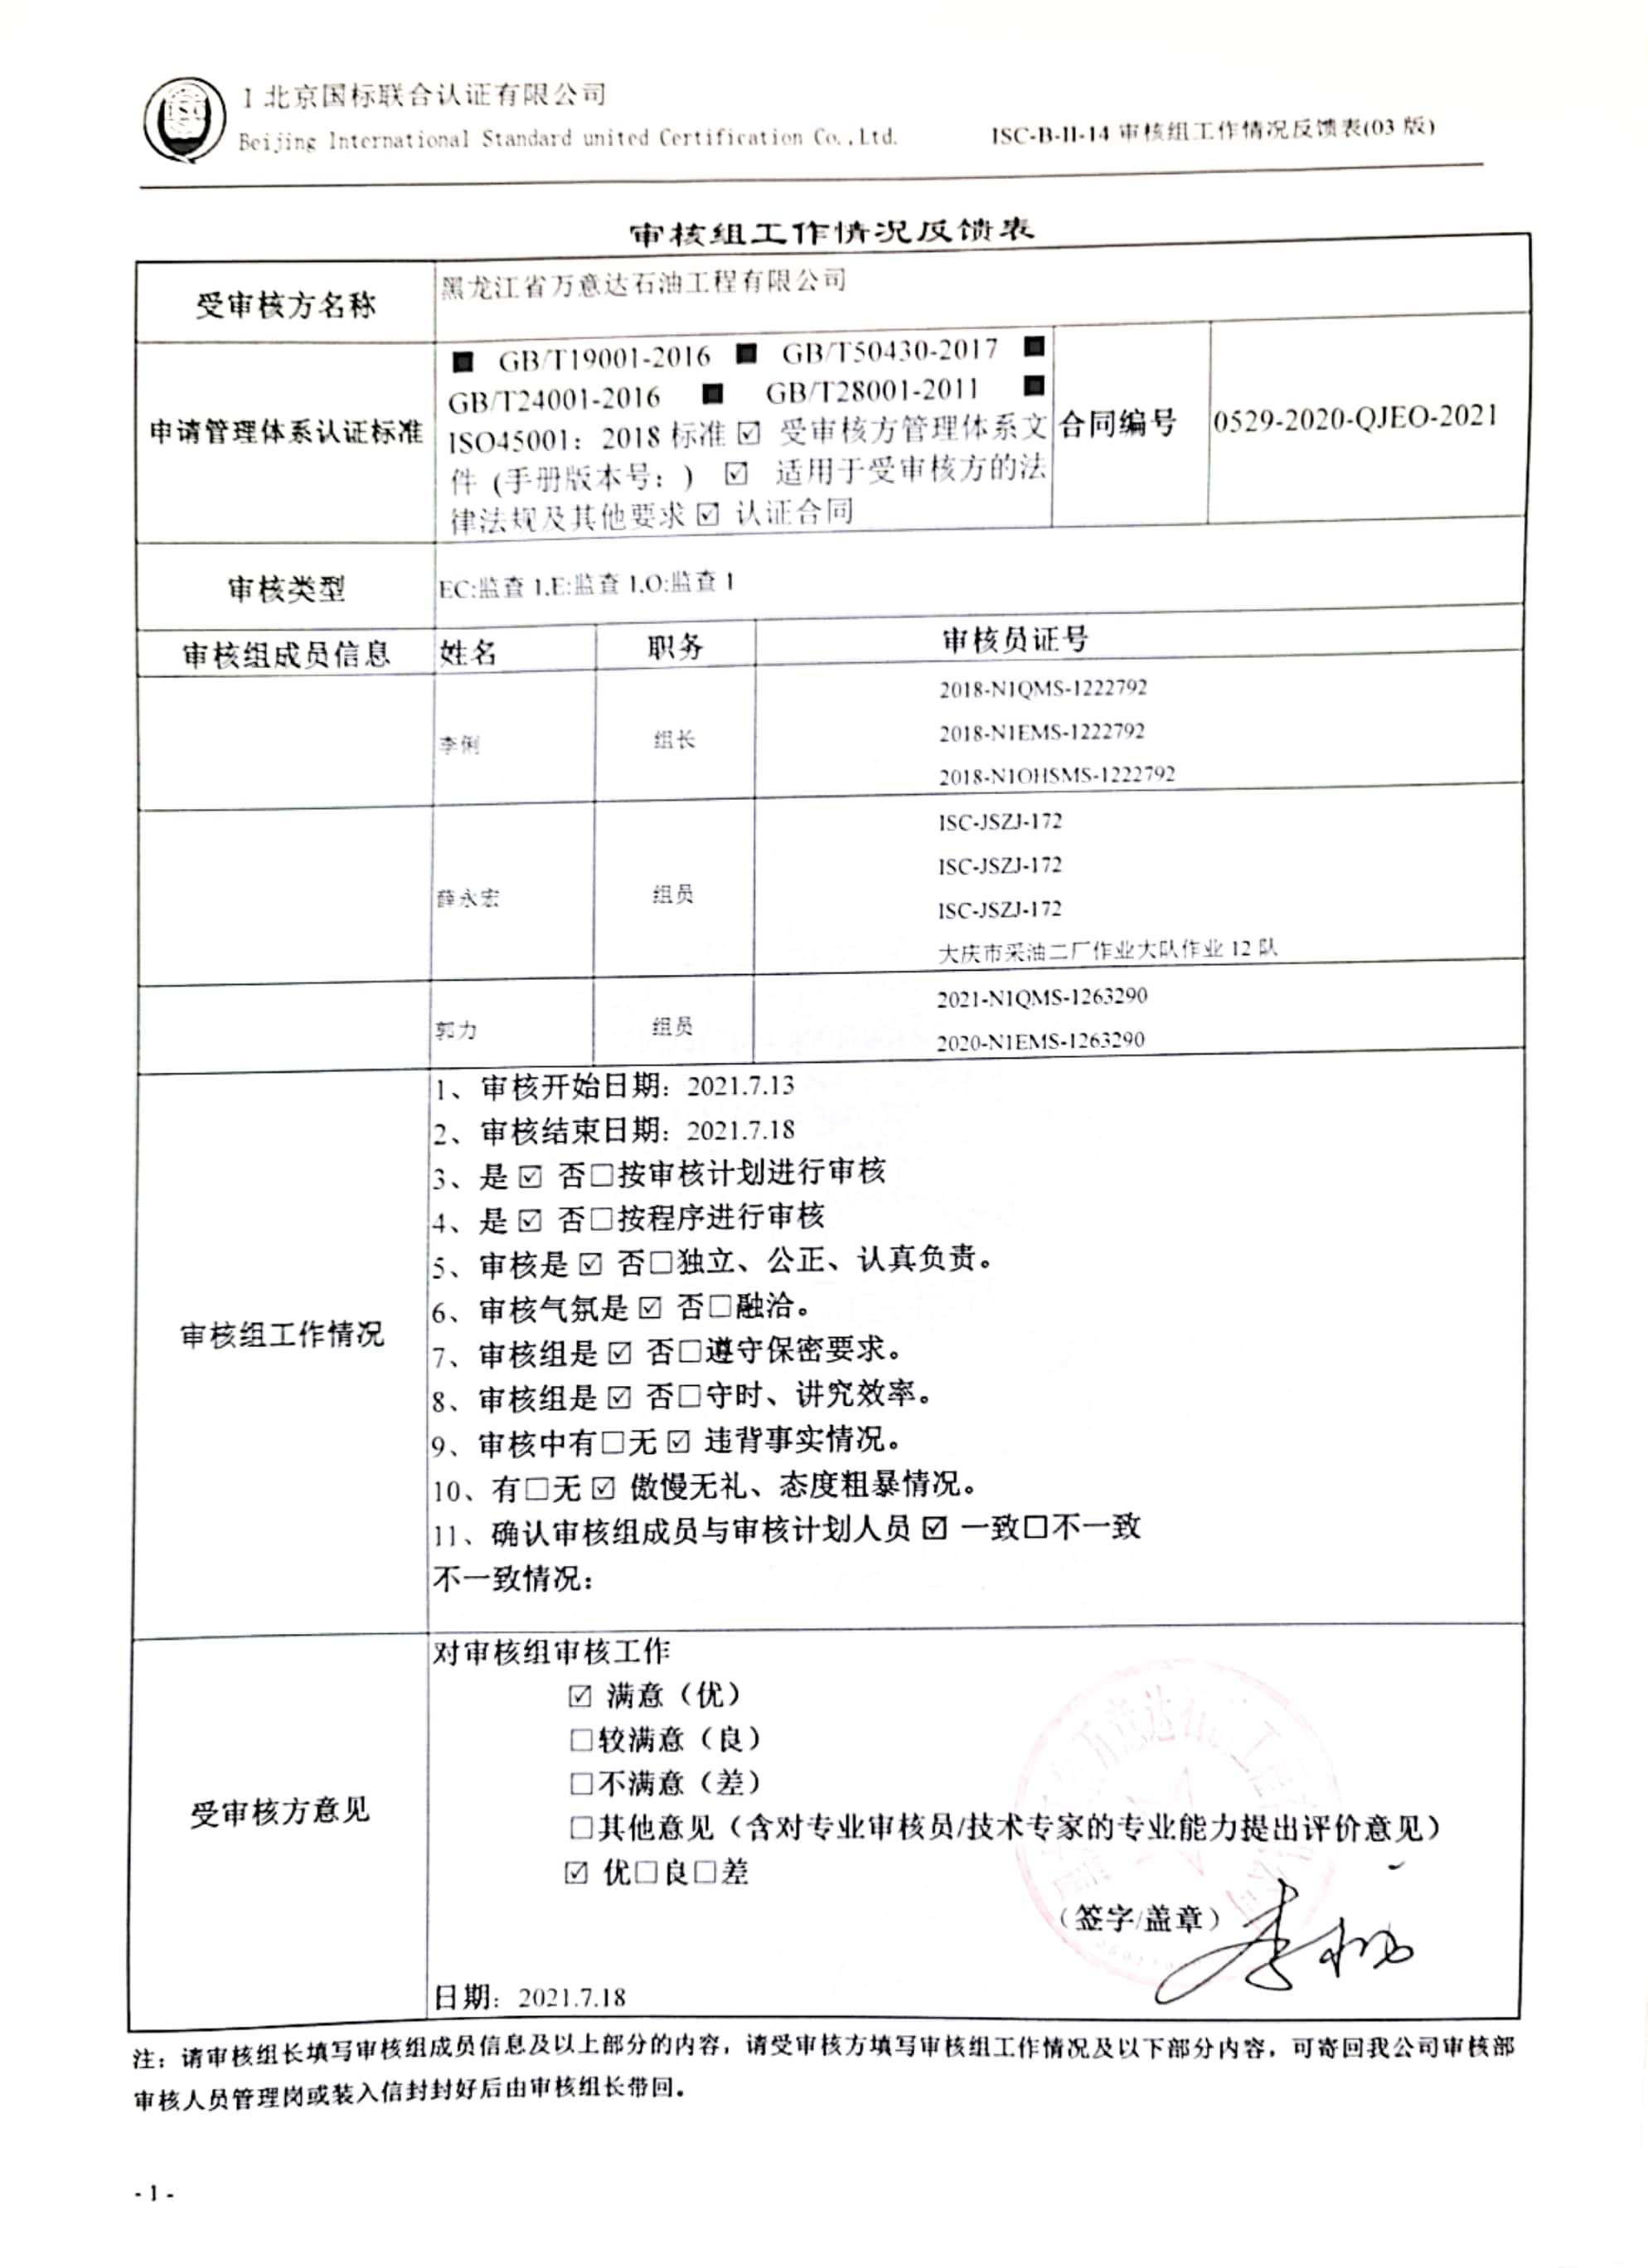 1 北京国标联合认证有限公司
Beijing International Standard united Certification Co.,Ltd.
ISC-B-II-14 审核组工作情况反馈表(03 版)
审核组工作情况反馈表
受审核方名称
黑龙江省万意达石油工程有限公司
申请管理体系认证标准
■ GB/T19001-2016 ■ GB/T50430-2017 ■
GB/T24001-2016 ■ GB/T28001-2011 ■
ISO45001：2018 标准 ☑ 受审核方管理体系文
件 (手册版本号：) ☑ 适用于受审核方的法
律法规及其他要求 ☑ 认证合同
合同编号
0529-2020-QJEO-2021
审核类型
EC:监查 1,E:监查 1,O:监查 1
审核组成员信息 姓名 职务 审核员证号
2018-N1QMS-1222792
李俐 组长 2018-N1EMS-1222792
2018-N1OHSMS-1222792
ISC-JSZJ-172
ISC-JSZJ-172
薛永宏 组员
ISC-JSZJ-172
大庆市采油二厂作业大队作业 12 队
2021-N1QMS-1263290
郭力 组员
2020-N1EMS-1263290
审核组工作情况
1、审核开始日期：2021.7.13
2、审核结束日期：2021.7.18
3、是 ☑ 否□按审核计划进行审核
4、是 ☑ 否□按程序进行审核
5、审核是 ☑ 否□独立、公正、认真负责。
6、审核气氛是 ☑ 否□融洽。
7、审核组是 ☑ 否□遵守保密要求。
8、审核组是 ☑ 否□守时、讲究效率。
9、审核中有□无 ☑ 违背事实情况。
10、有□无 ☑ 傲慢无礼、态度粗暴情况。
11、确认审核组成员与审核计划人员 ☑ 一致□不一致
不一致情况：
受审核方意见
对审核组审核工作
☑ 满意（优）
□较满意（良）
□不满意（差）
□其他意见（含对专业审核员/技术专家的专业能力提出评价意见）
☑ 优□良□差
（签字/盖章）
日期：2021.7.18
注：请审核组长填写审核组成员信息及以上部分的内容，请受审核方填写审核组工作情况及以下部分内容，可寄回我公司审核部
审核人员管理岗或装入信封封好后由审核组长带回。
- 1 -